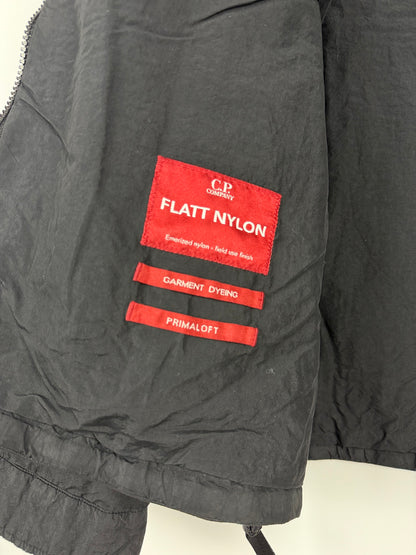 C.P.
COMPANY
FLATT NYLON
Emerized nylon - field use finish
GARMENT DYEING
PRIMALOFT